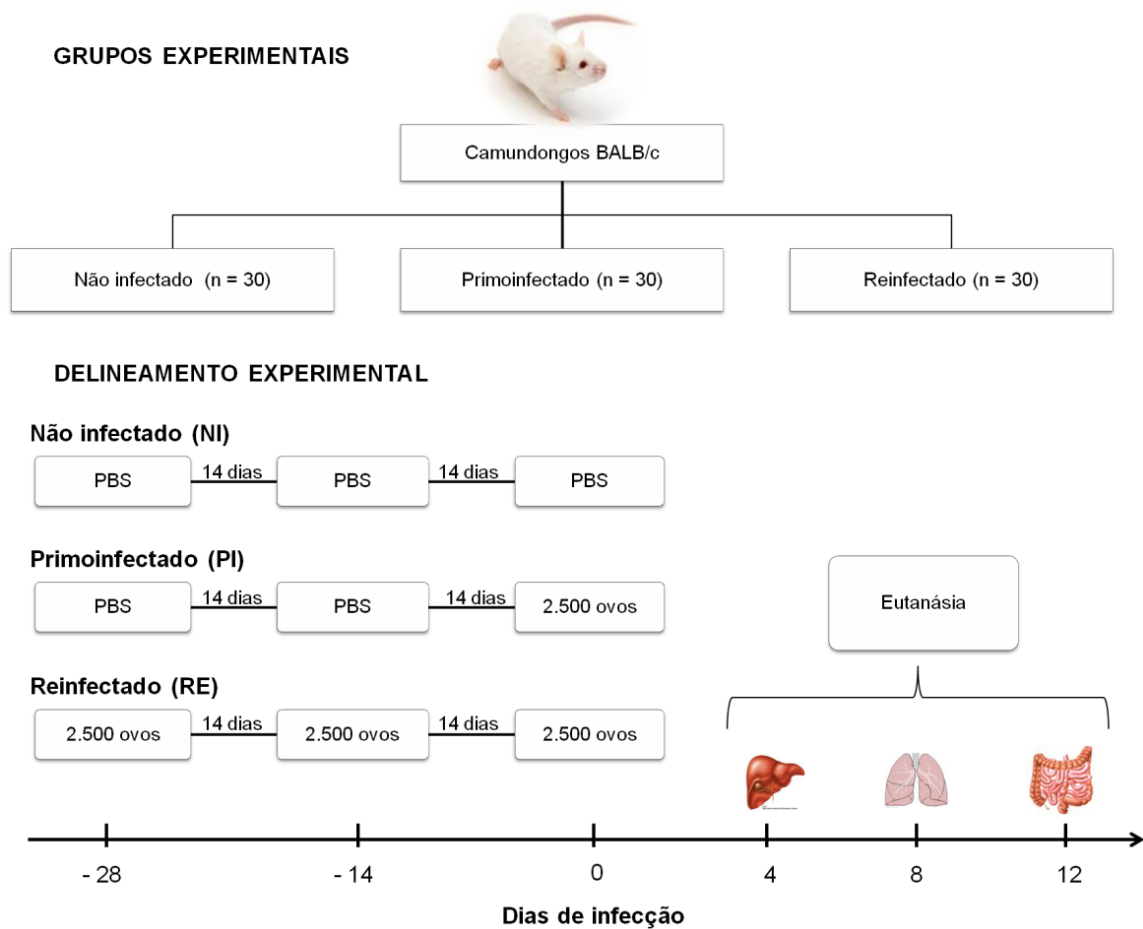 GRUPOS EXPERIMENTAIS
Camundongos BALB/c
Não infectado (n = 30)
Primoinfectado (n = 30)
Reinfectado (n = 30)
DELINEAMENTO EXPERIMENTAL
Não infectado (NI)
PBS
14 dias
PBS
14 dias
PBS
Primoinfectado (PI)
PBS
14 dias
PBS
14 dias
2.500 ovos
Eutanásia
Reinfectado (RE)
2.500 ovos
14 dias
2.500 ovos
14 dias
2.500 ovos
- 28
- 14
0
4
8
12
Dias de infecção